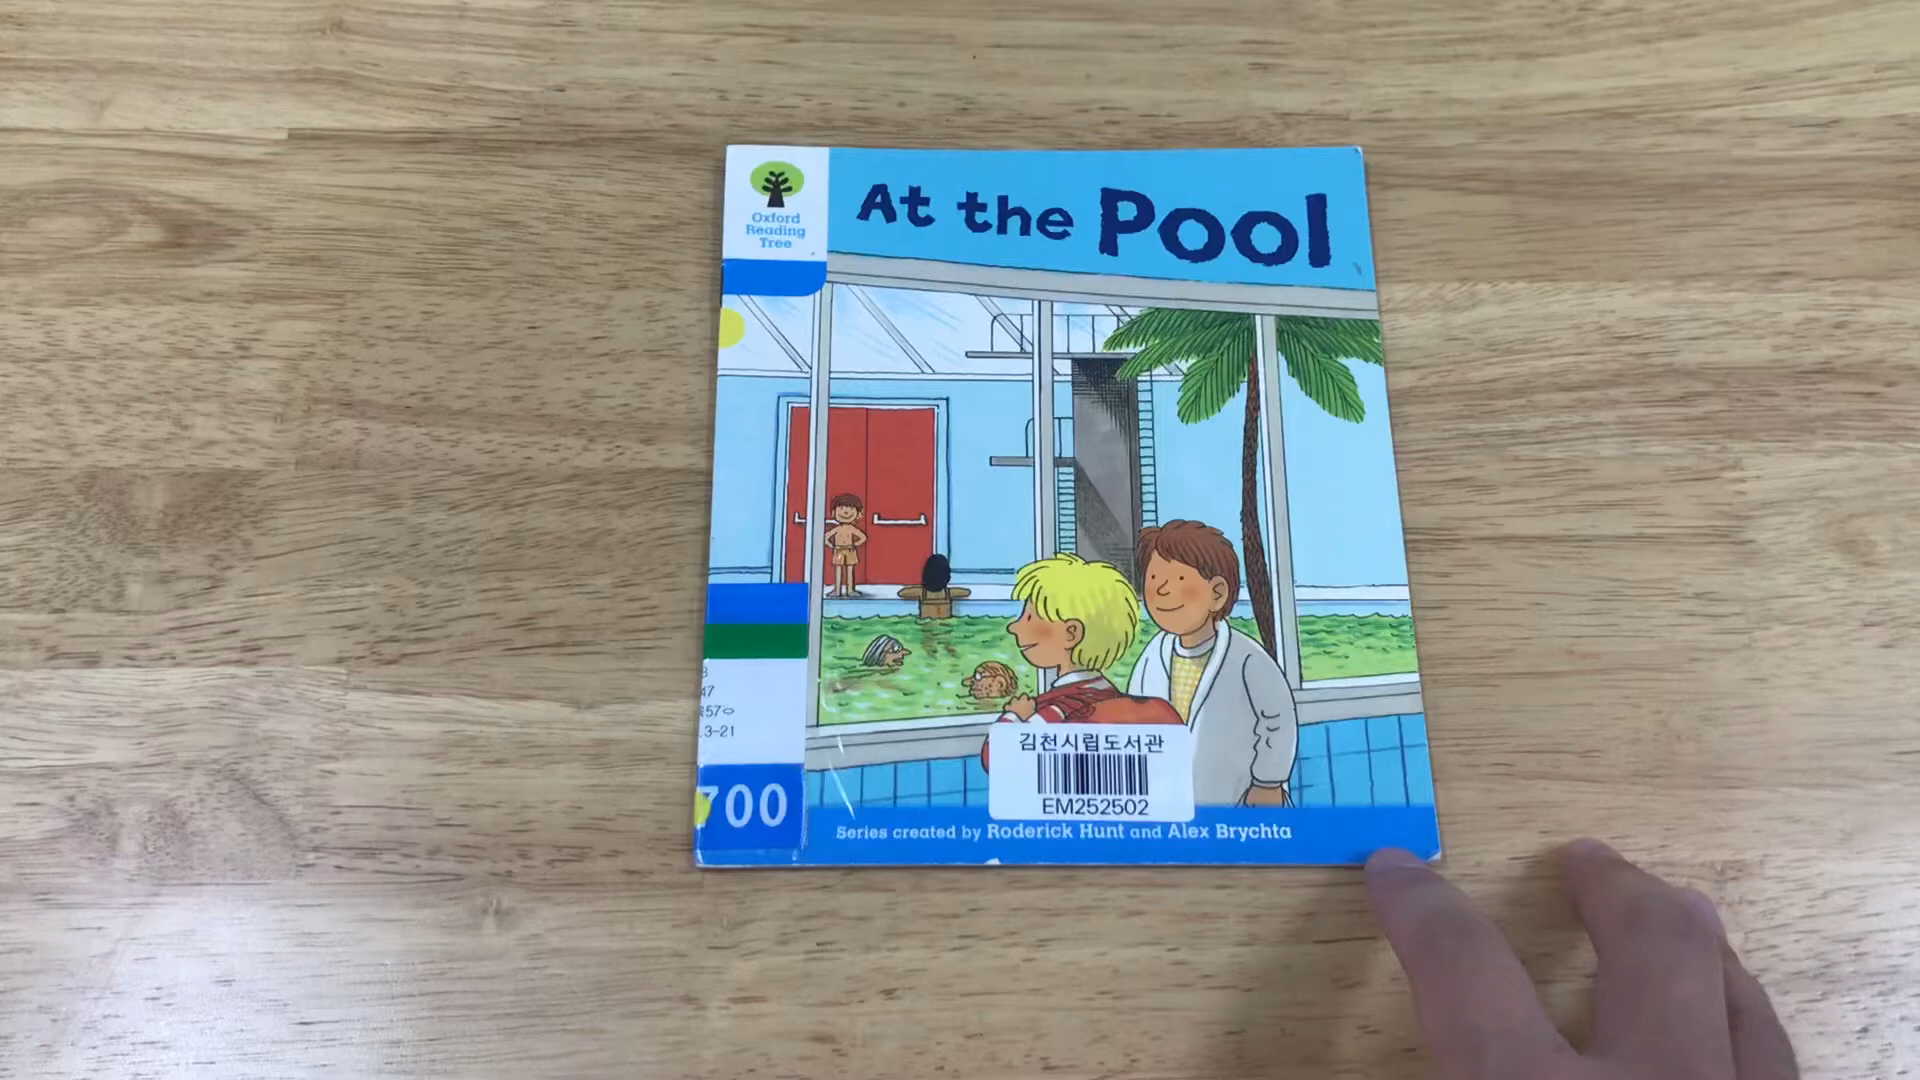 Oxford
Reading
Tree
At the Pool
47
57০
3-21
700
김천시립도서관
EM252502
Series created by Roderick Hunt and Alex Brychta